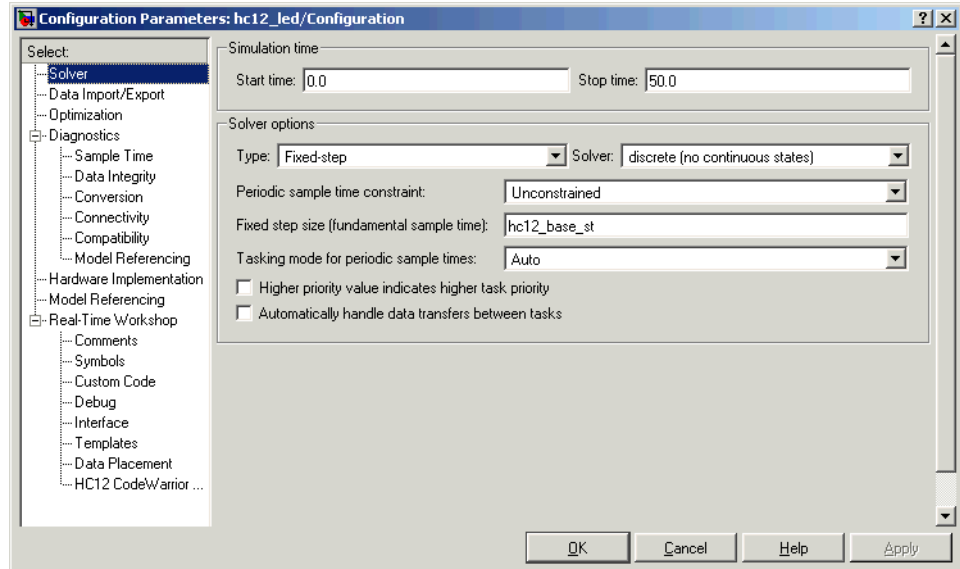 Configuration Parameters: hc12_led/Configuration
Select:
Solver
Data Import/Export
Optimization
Diagnostics
Sample Time
Data Integrity
Conversion
Connectivity
Compatibility
Model Referencing
Hardware Implementation
Model Referencing
Real-Time Workshop
Comments
Symbols
Custom Code
Debug
Interface
Templates
Data Placement
HC12 CodeWarrior ...
Simulation time
Start time: 0.0 Stop time: 50.0
Solver options
Type: Fixed-step Solver: discrete (no continuous states)
Periodic sample time constraint: Unconstrained
Fixed step size (fundamental sample time): hc12_base_st
Tasking mode for periodic sample times: Auto
Higher priority value indicates higher task priority
Automatically handle data transfers between tasks
OK Cancel Help Apply